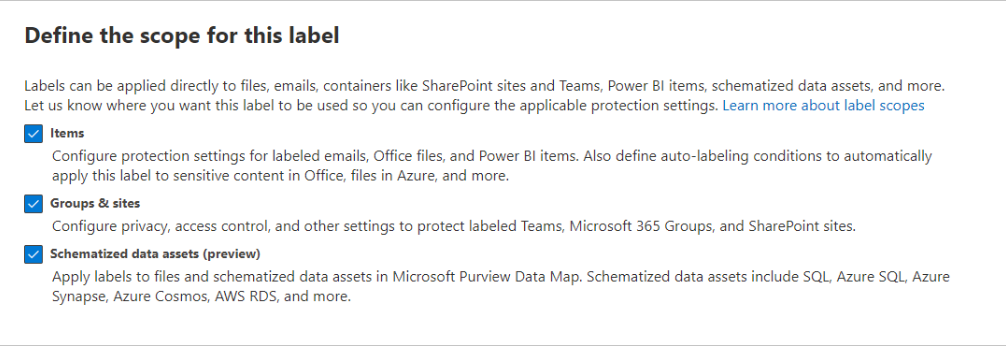 Define the scope for this label
Labels can be applied directly to files, emails, containers like SharePoint sites and Teams, Power BI items, schematized data assets, and more.
Let us know where you want this label to be used so you can configure the applicable protection settings. Learn more about label scopes
Items
Configure protection settings for labeled emails, Office files, and Power BI items. Also define auto-labeling conditions to automatically
apply this label to sensitive content in Office, files in Azure, and more.
Groups & sites
Configure privacy, access control, and other settings to protect labeled Teams, Microsoft 365 Groups, and SharePoint sites.
Schematized data assets (preview)
Apply labels to files and schematized data assets in Microsoft Purview Data Map. Schematized data assets include SQL, Azure SQL, Azure
Synapse, Azure Cosmos, AWS RDS, and more.